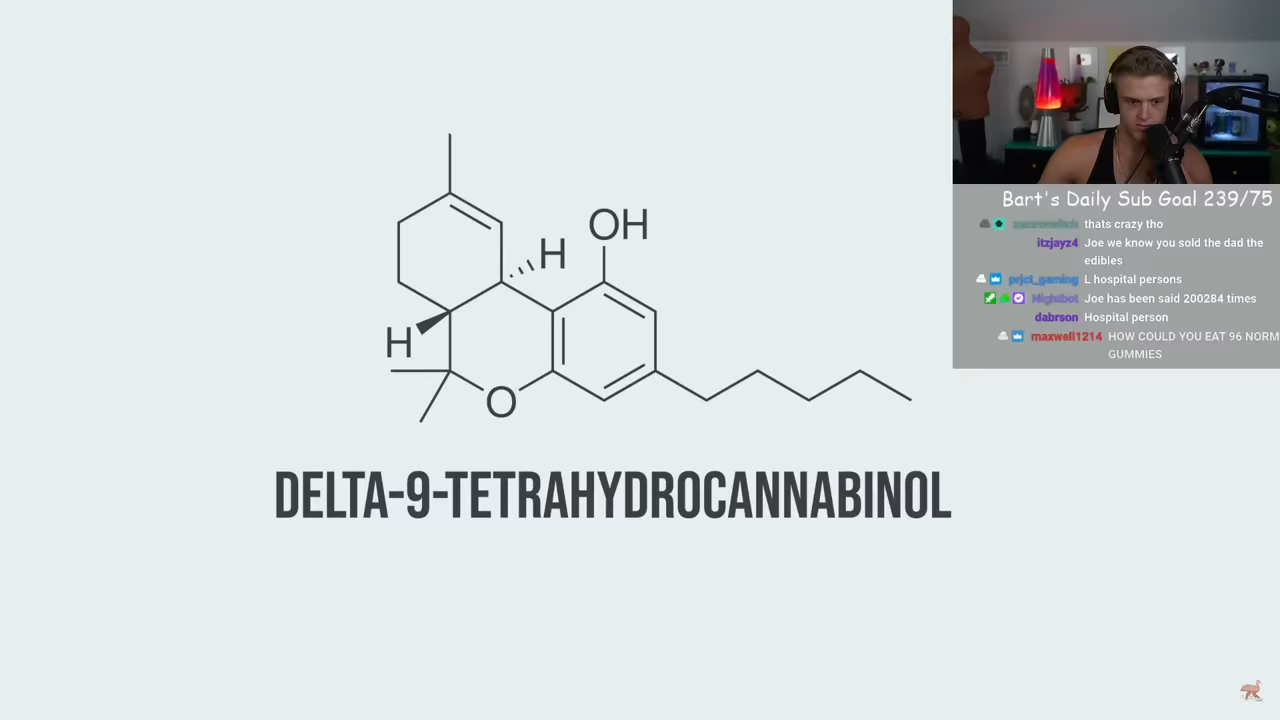 OH
H
H
O
DELTA-9-TETRAHYDROCANNABINOL
Bart's Daily Sub Goal 239/75
thats crazy tho
itzjayz4 Joe we know you sold the dad the
edibles
prjct_gaming L hospital persons
Nightbot Joe has been said 200284 times
dabrson Hospital person
maxwell1214 HOW COULD YOU EAT 96 NORM
GUMMIES